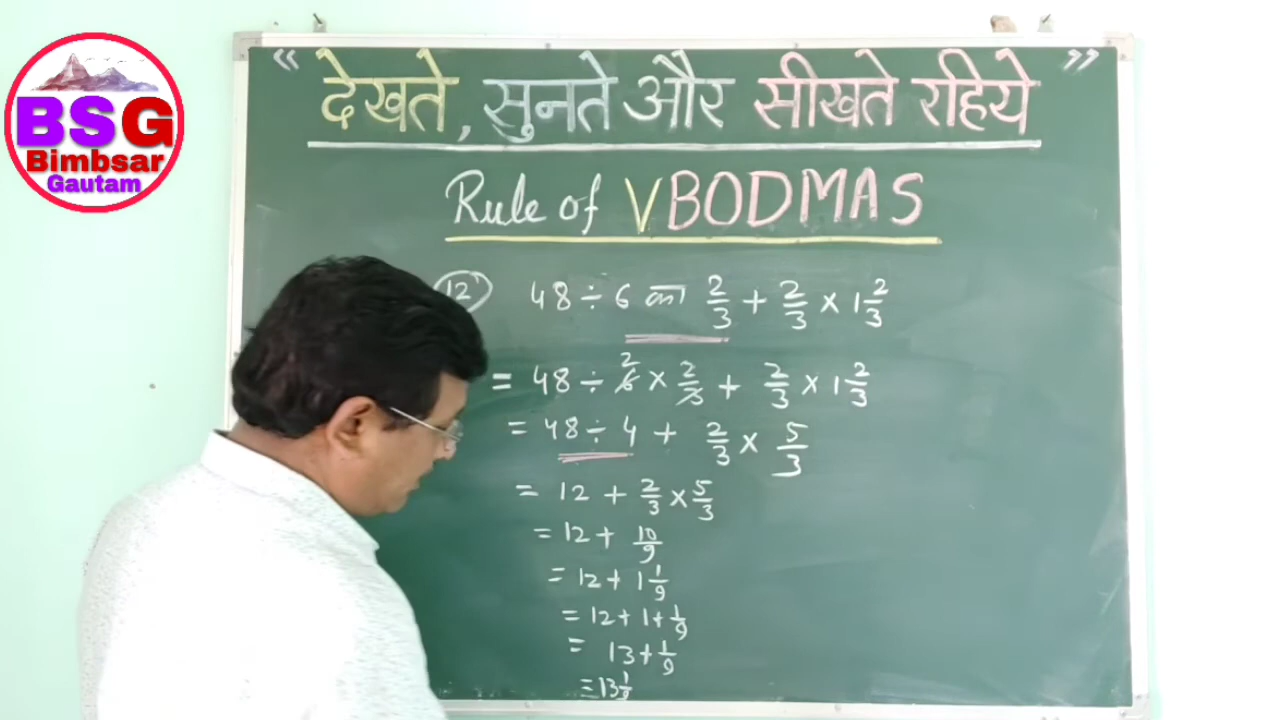 BSG
Bimbsar
Gautam
“ देखते, सुनते और सीखते रहिये ”
Rule of VBODMAS
12 48 ÷ 6 का 2/3 + 2/3 × 1 2/3
= 48 ÷ 6 2 × 2/3 + 2/3 × 1 2/3
= 48 ÷ 4 + 2/3 × 5/3
= 12 + 2/3 × 5/3
= 12 + 10/9
= 12 + 1 1/9
= 12 + 1 + 1/9
= 13 + 1/9
= 13 1/9